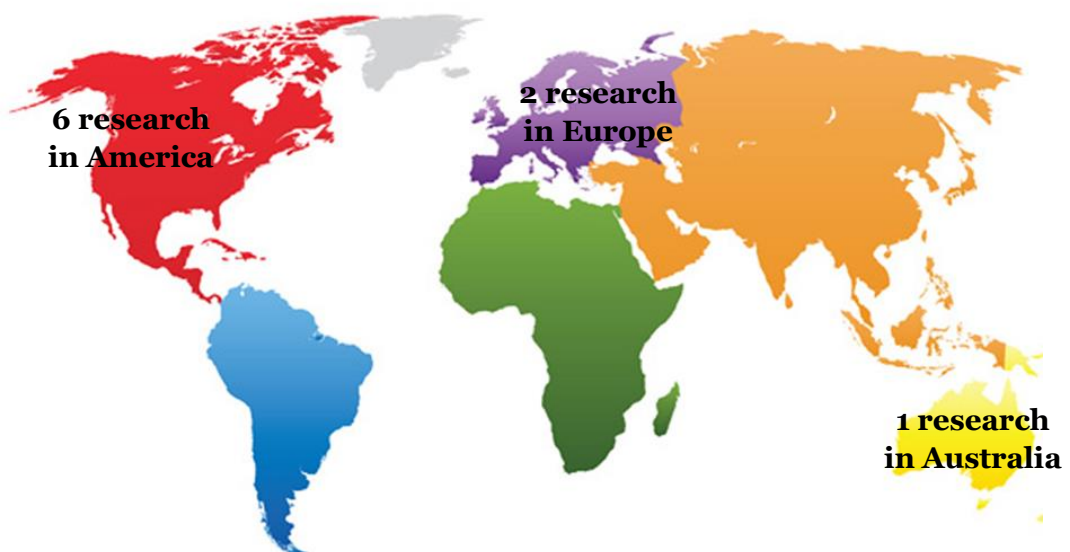 6 research
in America
2 research
in Europe
1 research
in Australia